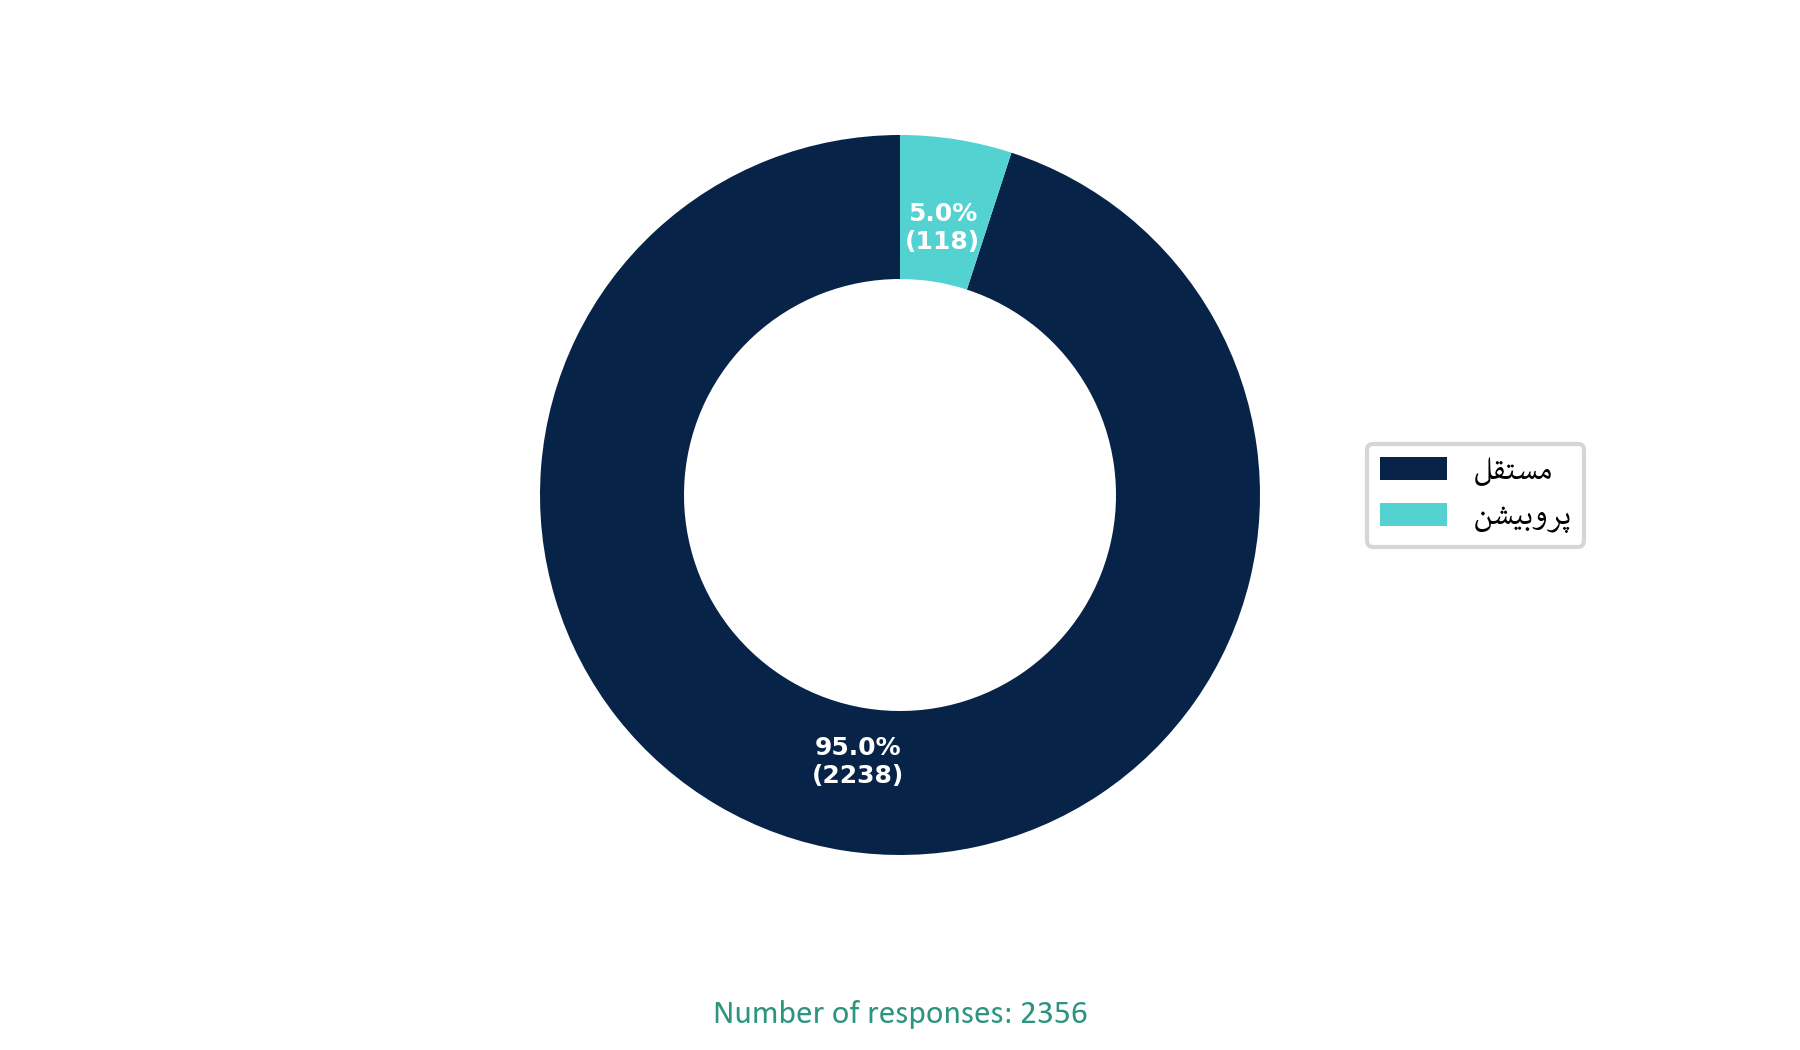 5.0%
(118)
مستقل
پروبیشن
95.0%
(2238)
Number of responses: 2356